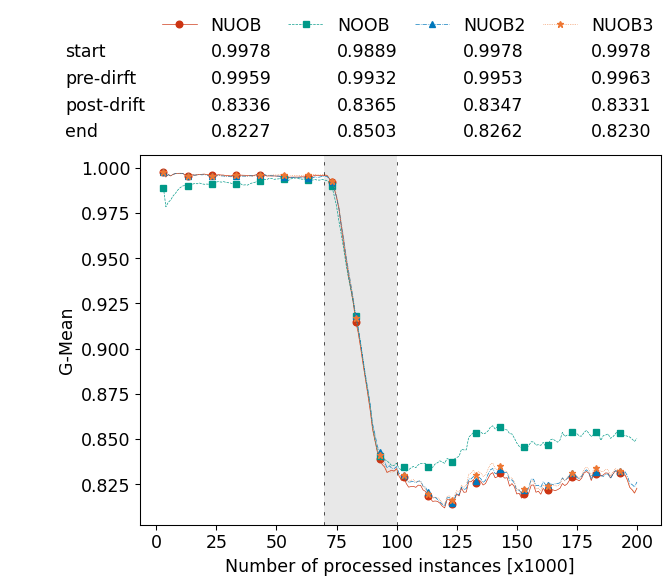 NUOB NOOB NUOB2 NUOB3
start 0.9978 0.9889 0.9978 0.9978
pre-dirft 0.9959 0.9932 0.9953 0.9963
post-drift 0.8336 0.8365 0.8347 0.8331
end 0.8227 0.8503 0.8262 0.8230
1.000
0.975
0.950
0.925
0.900
0.875
0.850
0.825
G-Mean
0 25 50 75 100 125 150 175 200
Number of processed instances [x1000]